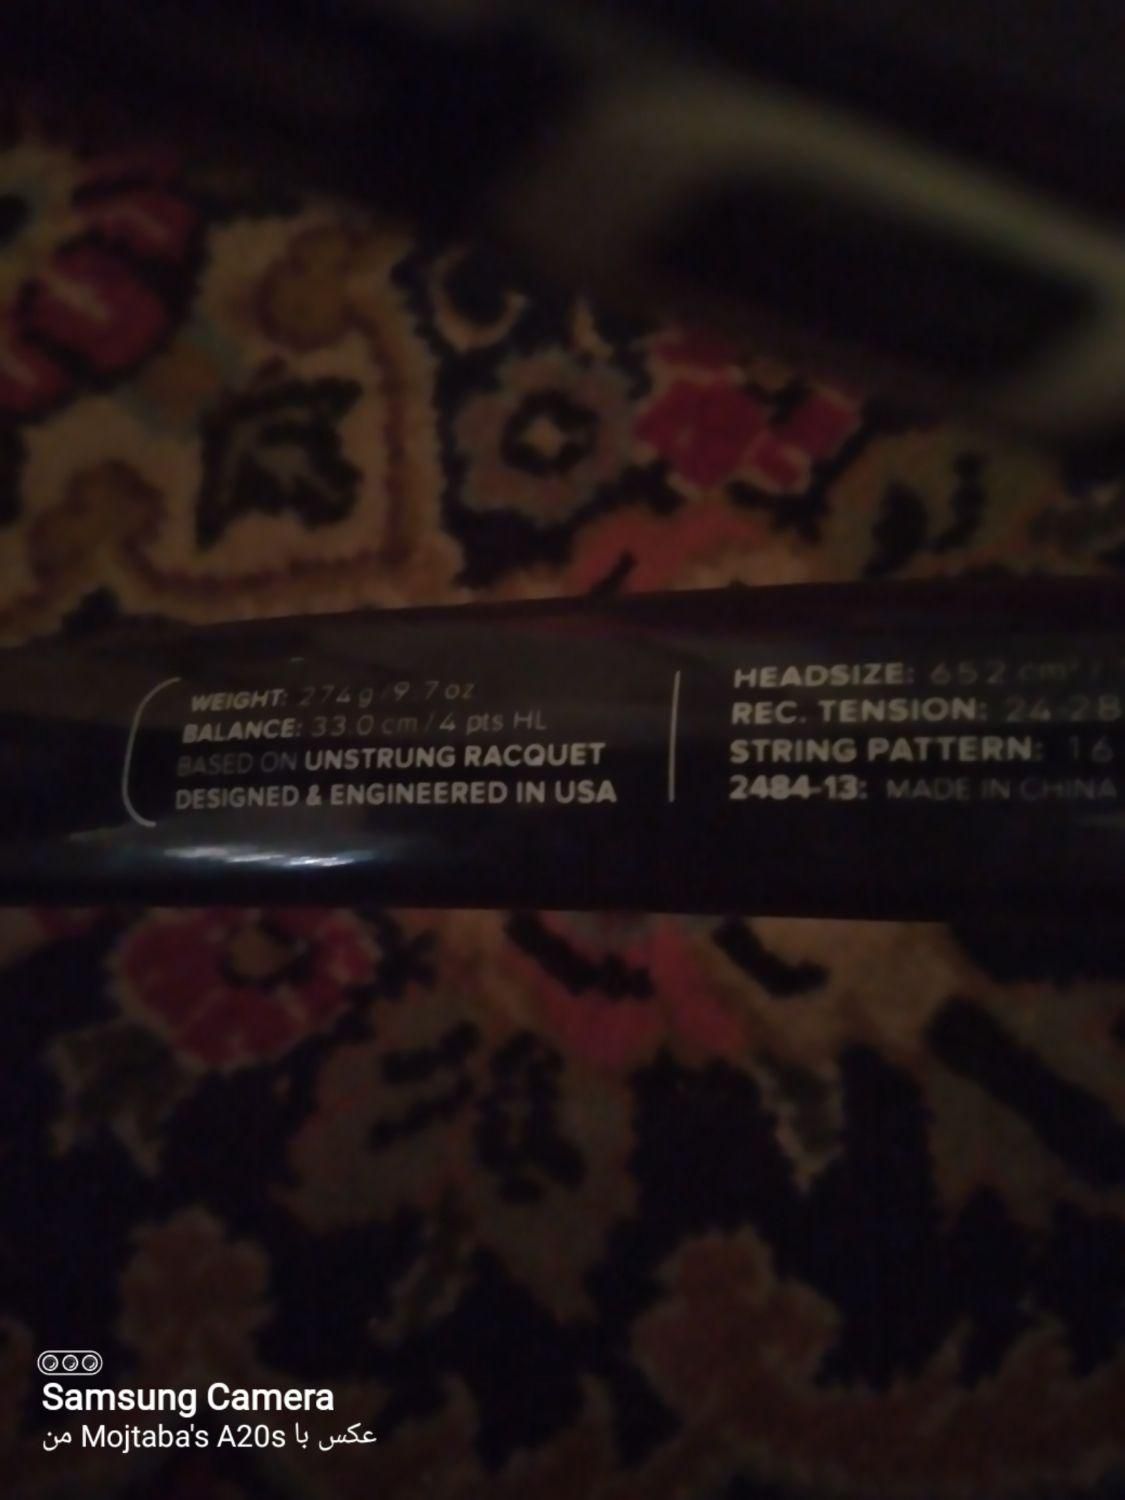 WEIGHT: 274 g/9.7 oz
BALANCE: 33.0 cm/4 pts HL
BASED ON UNSTRUNG RACQUET
DESIGNED & ENGINEERED IN USA
HEADSIZE: 652 cm² /
REC. TENSION: 24-28
STRING PATTERN: 16
2484-13: MADE IN CHINA
Samsung Camera
عکس با Mojtaba's A20s من